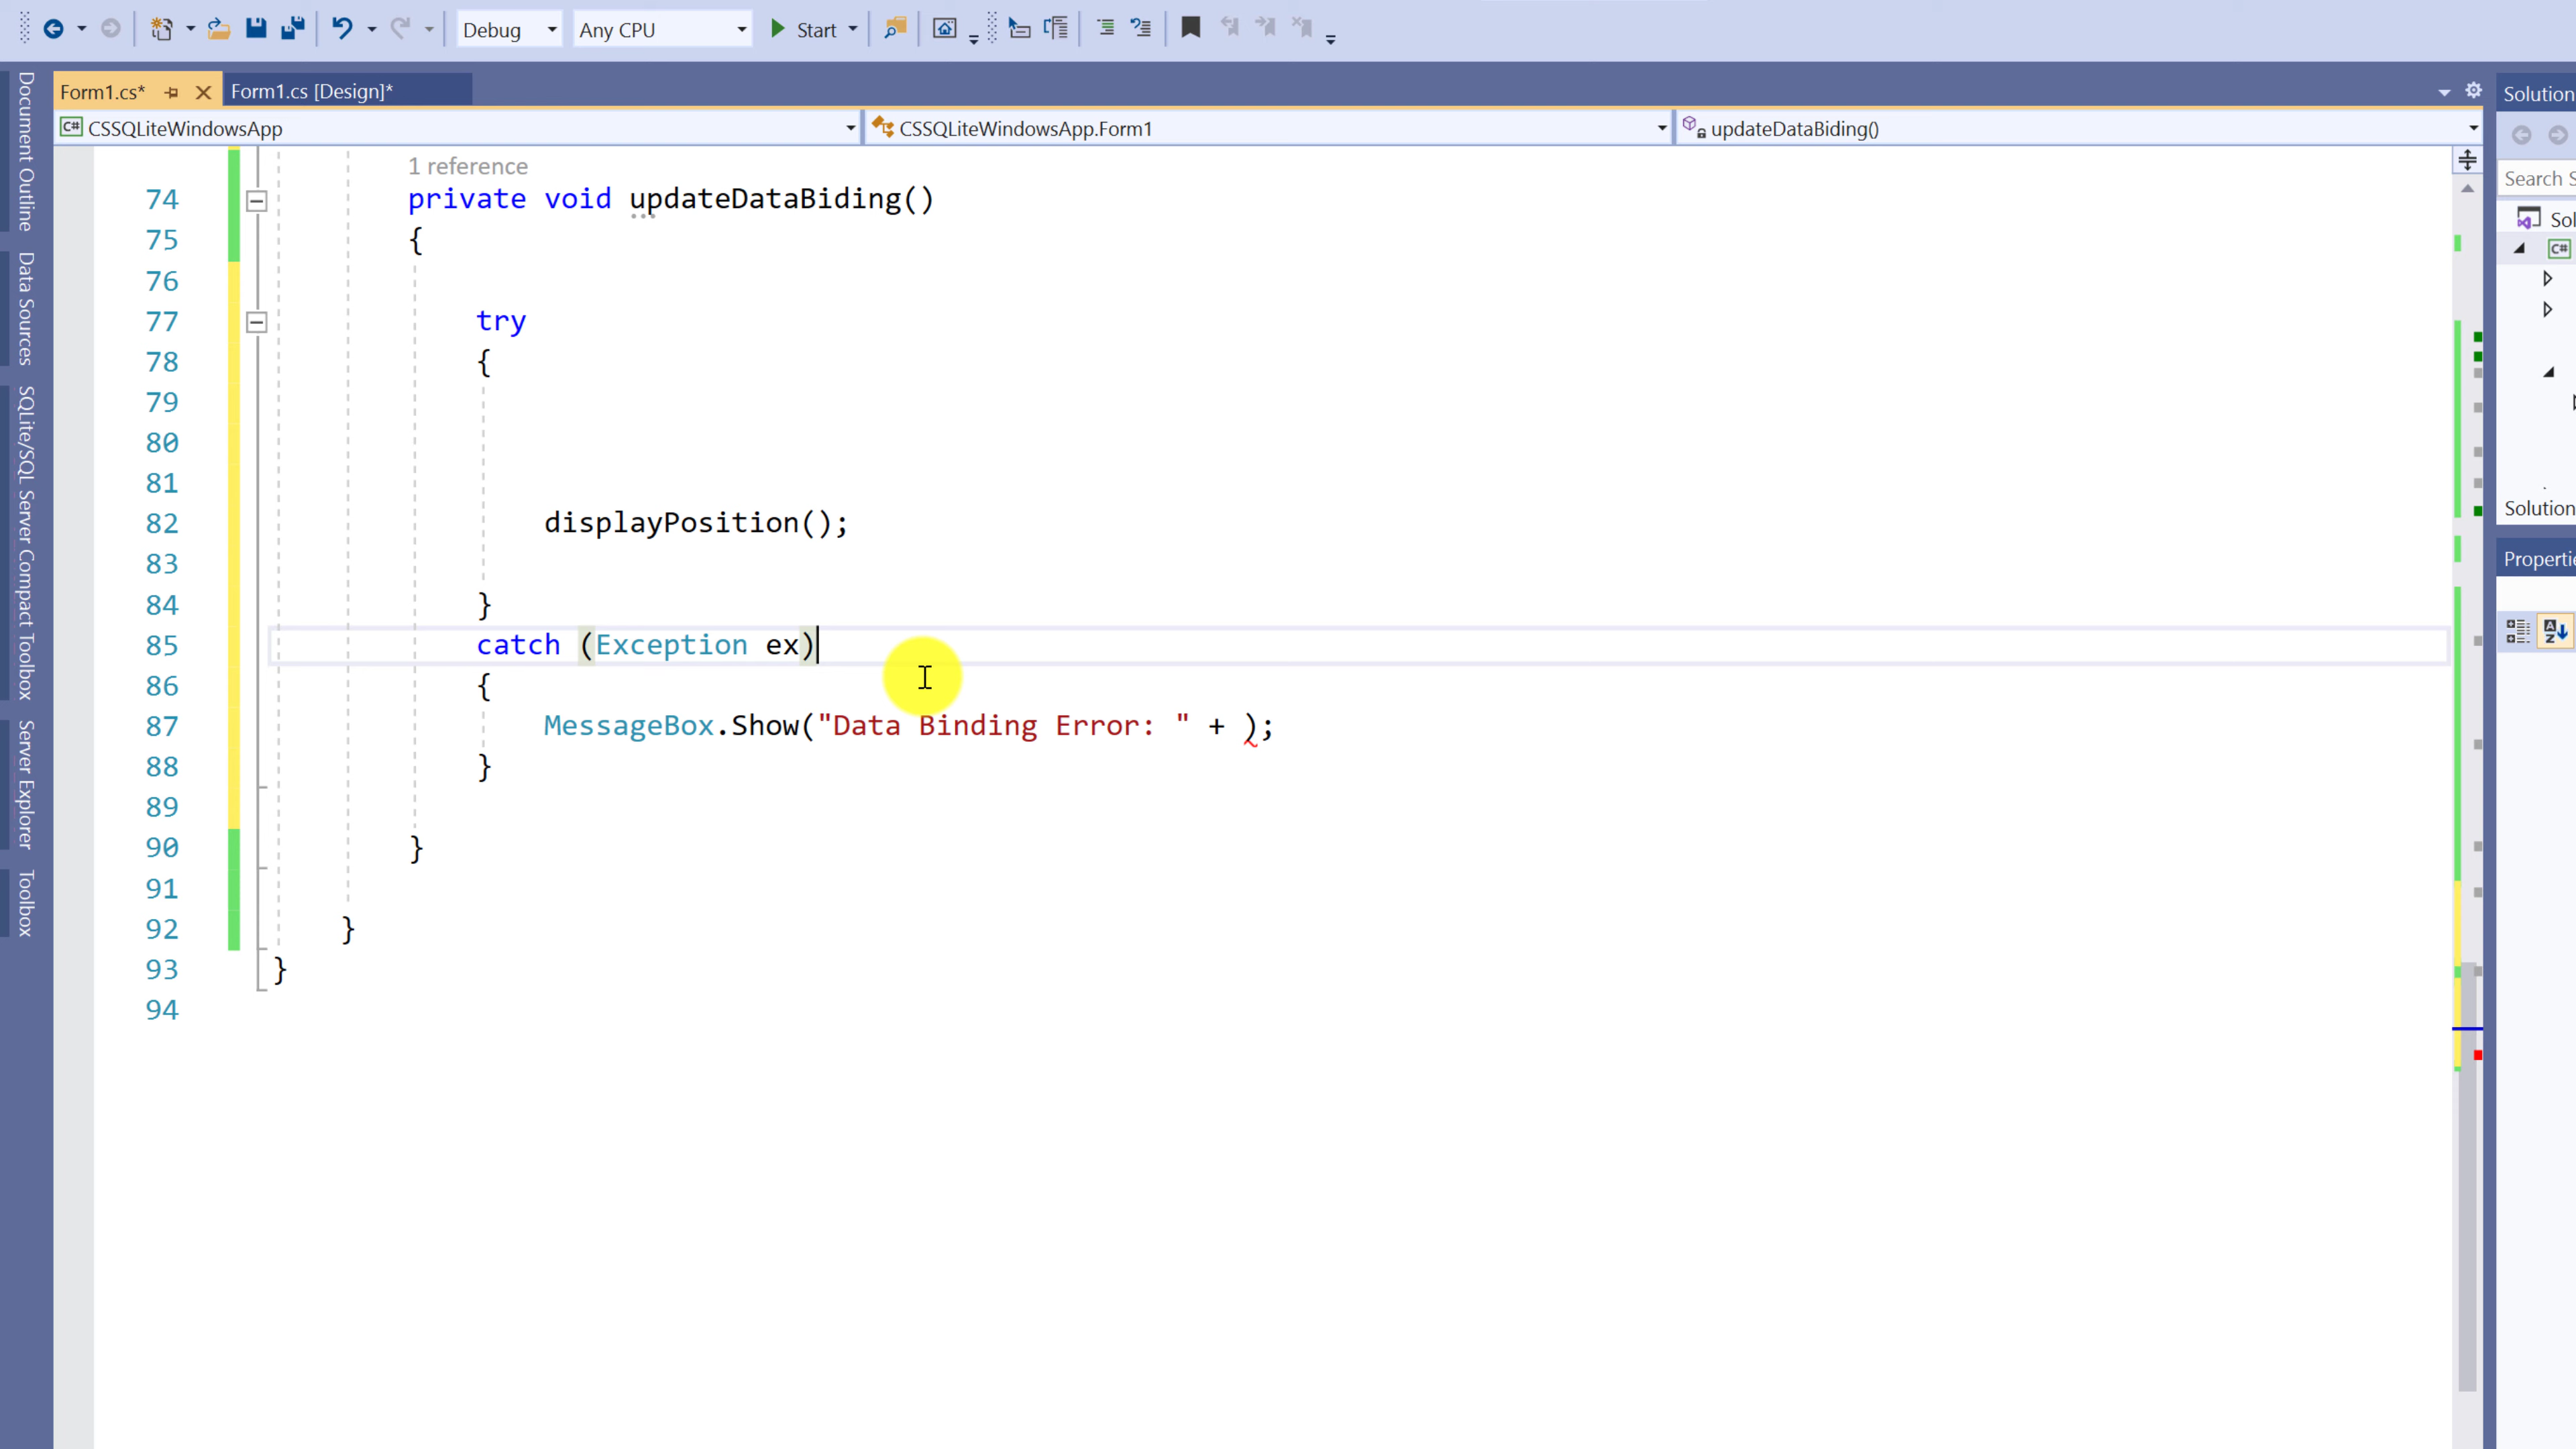 Debug Any CPU Start
Form1.cs* Form1.cs [Design]*
CSSQLiteWindowsApp CSSQLiteWindowsApp.Form1 updateDataBiding()
Document Outline
Data Sources
SQLite/SQL Server Compact Toolbox
Server Explorer
Toolbox
1 reference
74 private void updateDataBiding()
75 {
76
77 try
78 {
79
80
81
82 displayPosition();
83
84 }
85 catch (Exception ex)
86 {
87 MessageBox.Show("Data Binding Error: " + );
88 }
89
90 }
91
92 }
93 }
94
Solution
Search S
Sol
C#
Solution
Properti